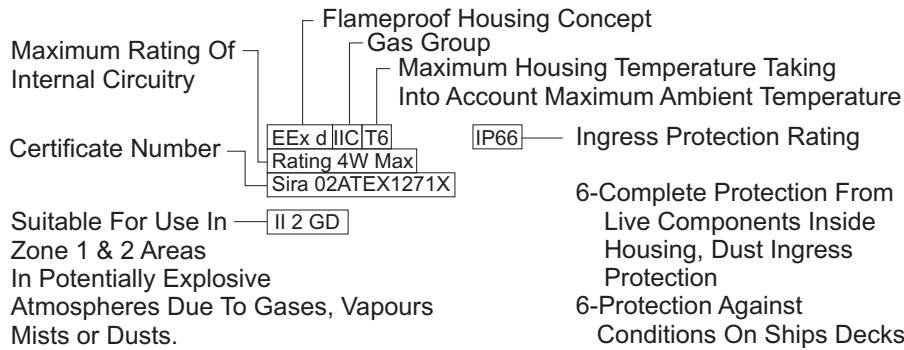 Flameproof Housing Concept
Gas Group
Maximum Rating Of
Internal Circuitry
Maximum Housing Temperature Taking
Into Account Maximum Ambient Temperature
EEx d IIC T6
IP66
Ingress Protection Rating
Certificate Number
Rating 4W Max
Sira 02ATEX1271X
Suitable For Use In
II 2 GD
Zone 1 & 2 Areas
In Potentially Explosive
Atmospheres Due To Gases, Vapours
Mists or Dusts.
6-Complete Protection From
Live Components Inside
Housing, Dust Ingress
Protection
6-Protection Against
Conditions On Ships Decks